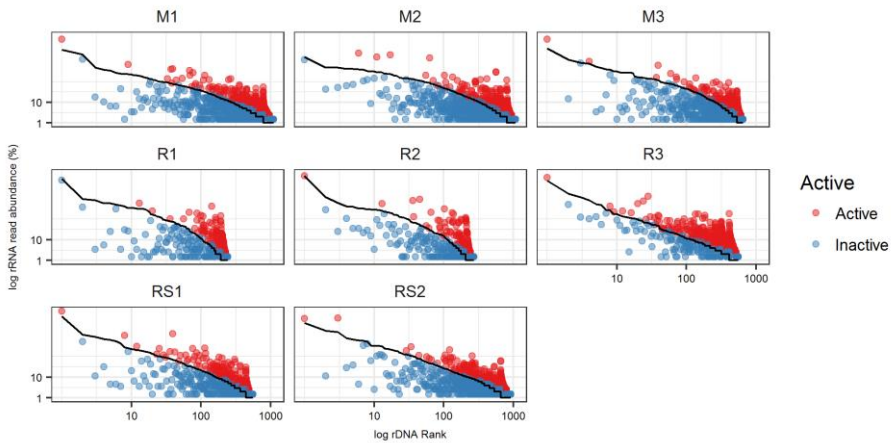 M1 M2 M3
10
1
R1 R2 R3
10
1
10 100 1000
RS1 RS2
10
1
10 100 1000 10 100 1000
log rRNA read abundance (%)
log rDNA Rank
Active
Active
Inactive